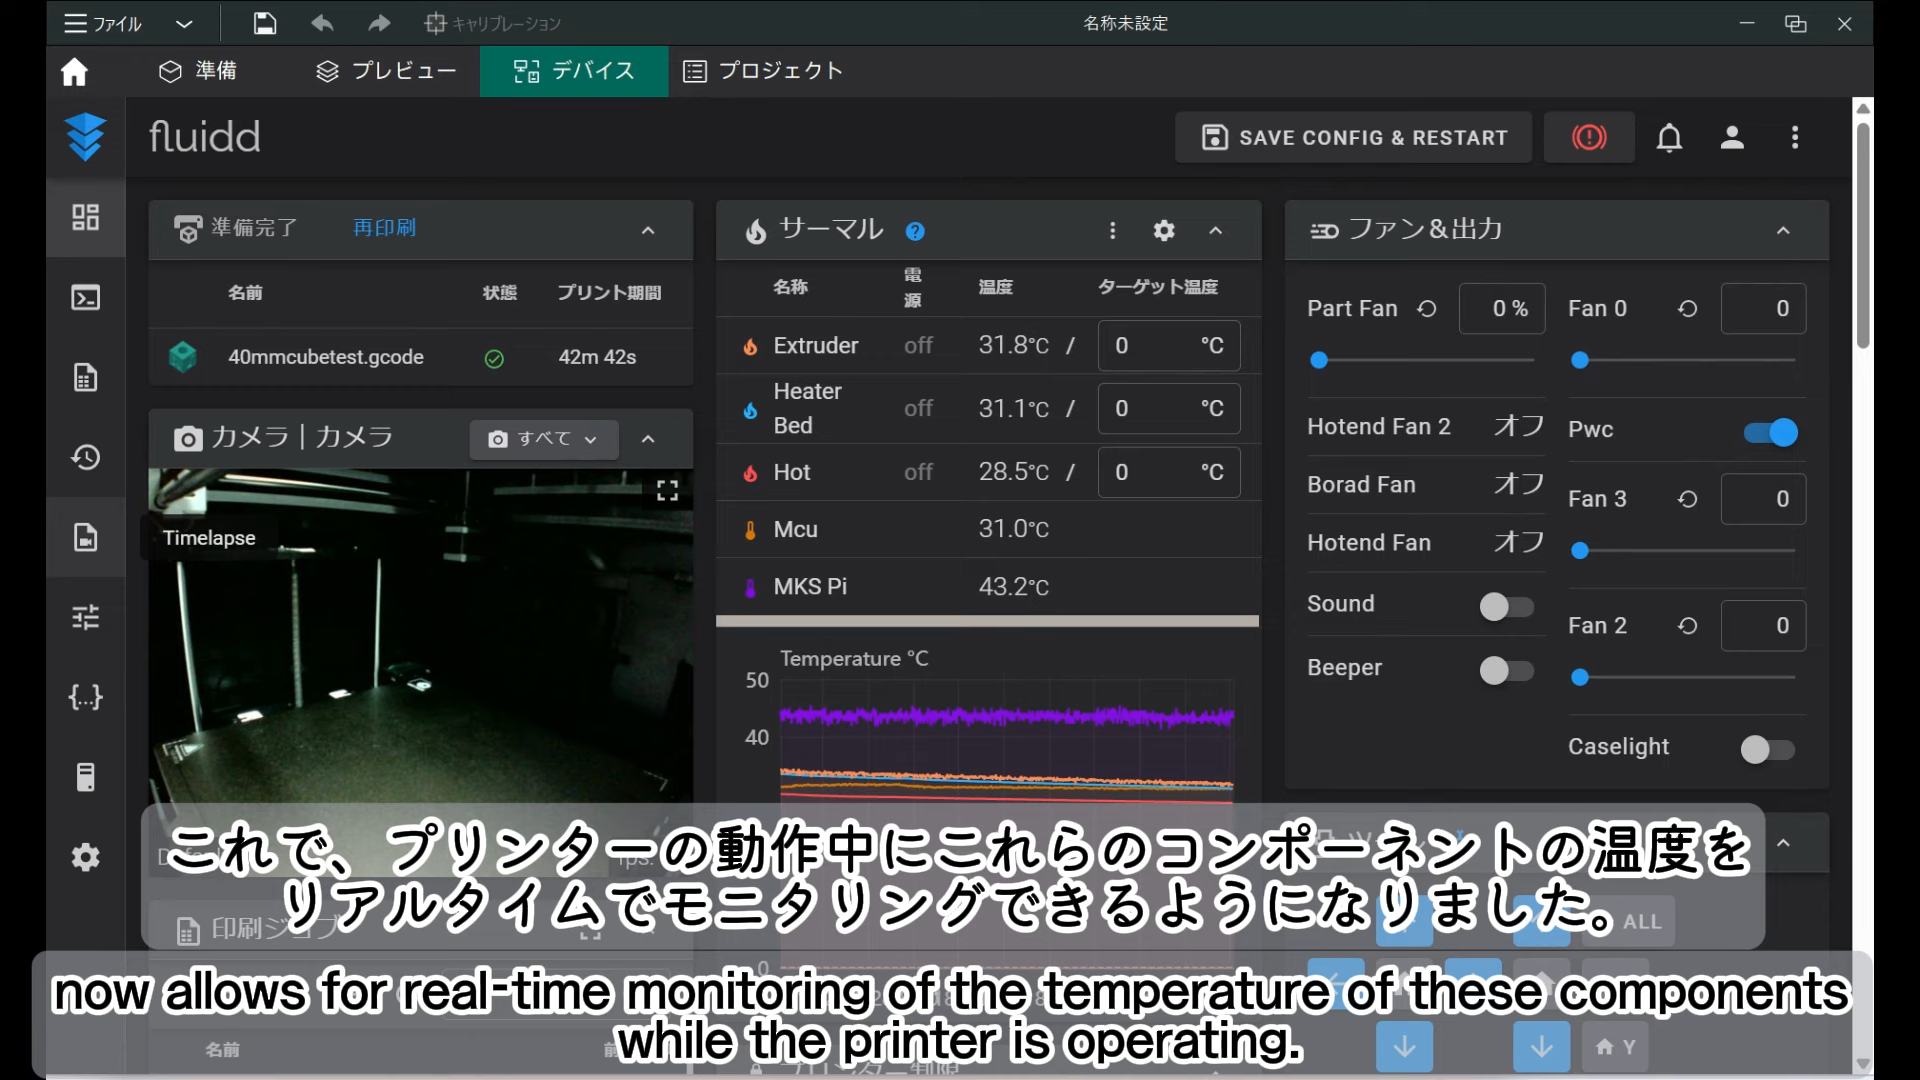 ファイル
キャリブレーション
名称未設定
準備
プレビュー
デバイス
プロジェクト
fluidd
SAVE CONFIG & RESTART
準備完了
再印刷
名前
状態
プリント期間
40mmcubetest.gcode
42m 42s
カメラ | カメラ
すべて
Timelapse
印刷ジョブ
名前
サーマル
名称
電源
温度
ターゲット温度
Extruder off 31.8°C / 0 °C
Heater Bed off 31.1°C / 0 °C
Hot off 28.5°C / 0 °C
Mcu 31.0°C
MKS Pi 43.2°C
Temperature °C
50
40
0
ファン＆出力
Part Fan 0 %
Fan 0 0
Hotend Fan 2 オフ
Pwc
Borad Fan オフ
Fan 3 0
Hotend Fan オフ
Sound
Fan 2 0
Beeper
Caselight
ALL
Y
これで、プリンターの動作中にこれらのコンポーネントの温度を
リアルタイムでモニタリングできるようになりました。
now allows for real-time monitoring of the temperature of these components
while the printer is operating.